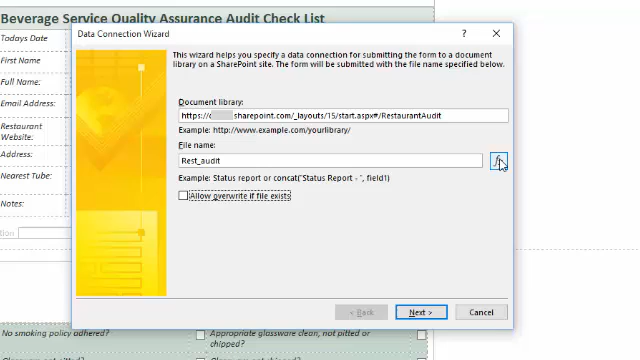 Beverage Service Quality Assurance Audit Check List
Todays Date
First Name
Full Name:
Email Address:
Restaurant
Website:
Address:
Nearest Tube:
Notes:
Data Connection Wizard
? ×
This wizard helps you specify a data connection for submitting the form to a document
library on a SharePoint site. The form will be submitted with the file name specified below.
Document library:
sharepoint.com/_layouts/15/start.aspx#/RestaurantAudit
Example: http://www.example.com/yourlibrary/
File name:
Rest_audit
Example: Status report or concat("Status Report - ", field1)
Allow overwrite if file exists
< Back
Next >
Cancel
No smoking policy adhered?
Appropriate glassware clean, not pitted or
chipped?